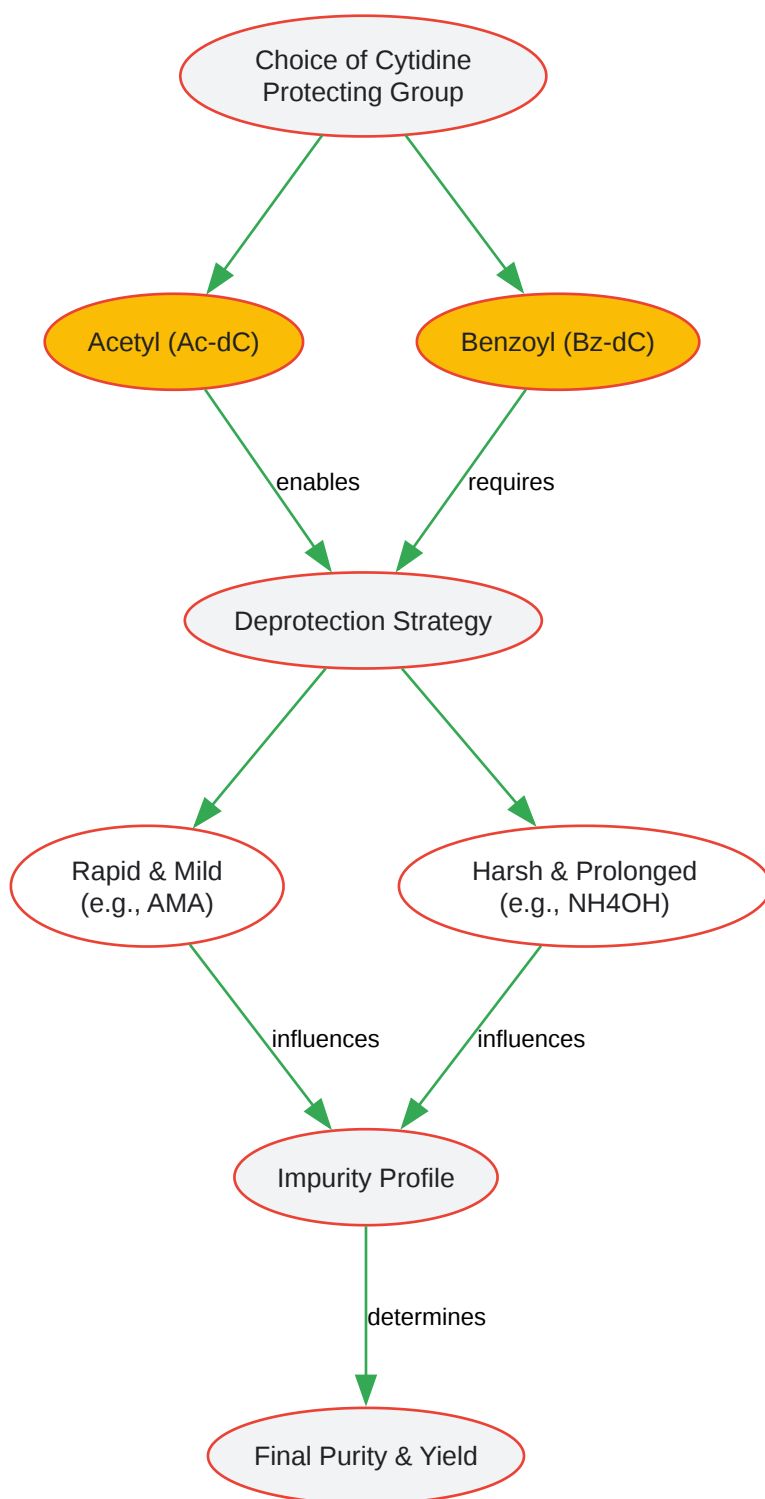 Choice of Cytidine
Protecting Group
Acetyl (Ac-dC)
Benzoyl (Bz-dC)
enables
requires
Deprotection Strategy
Rapid & Mild
(e.g., AMA)
Harsh & Prolonged
(e.g., NH4OH)
influences
influences
Impurity Profile
determines
Final Purity & Yield